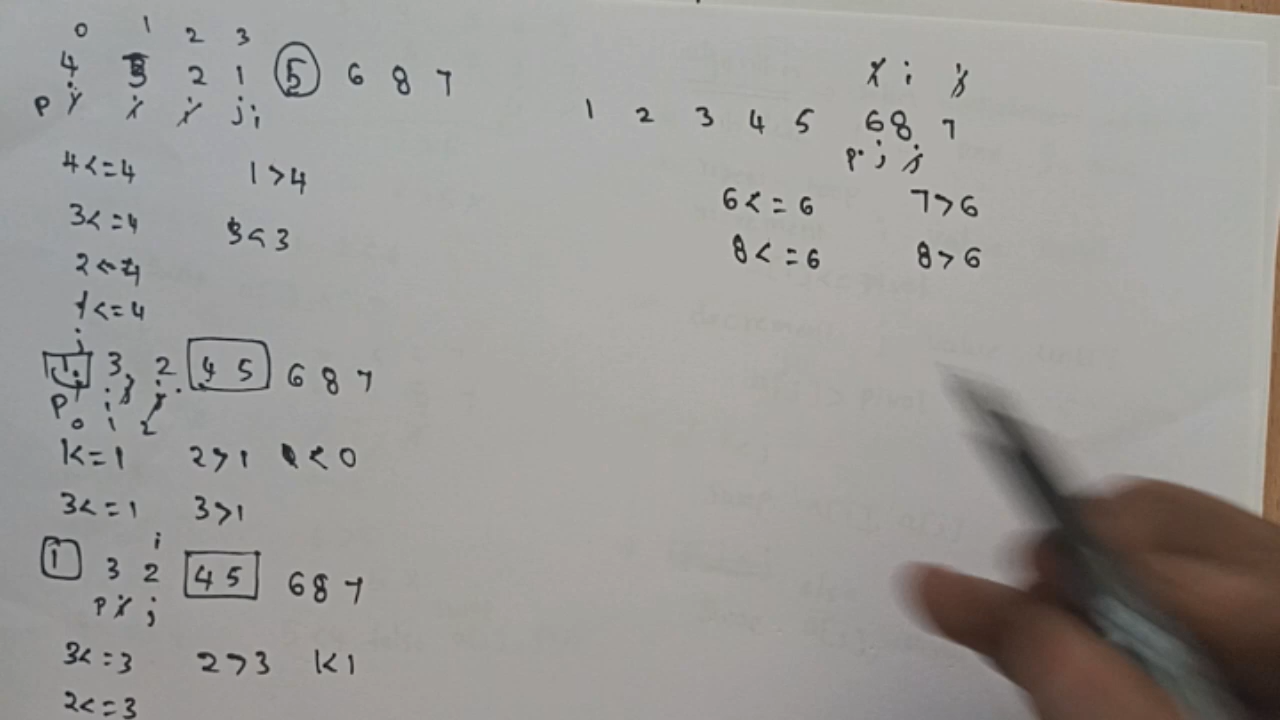 0 1 2 3
4 3 2 1 5 6 8 7
p i i i j i
4<=4 1>4
3<=4 3<3
2<=4
1<=4
j
1 3 2 4 5 6 8 7
p i j
0 1 2
1<=1 2>1 1<0
3<=1 3>1
i
1 3 2 4 5 6 8 7
p i j
3<=3 2>3 1<1
2<=3
i i j
1 2 3 4 5 6 8 7
p j j
6<=6 7>6
8<=6 8>6